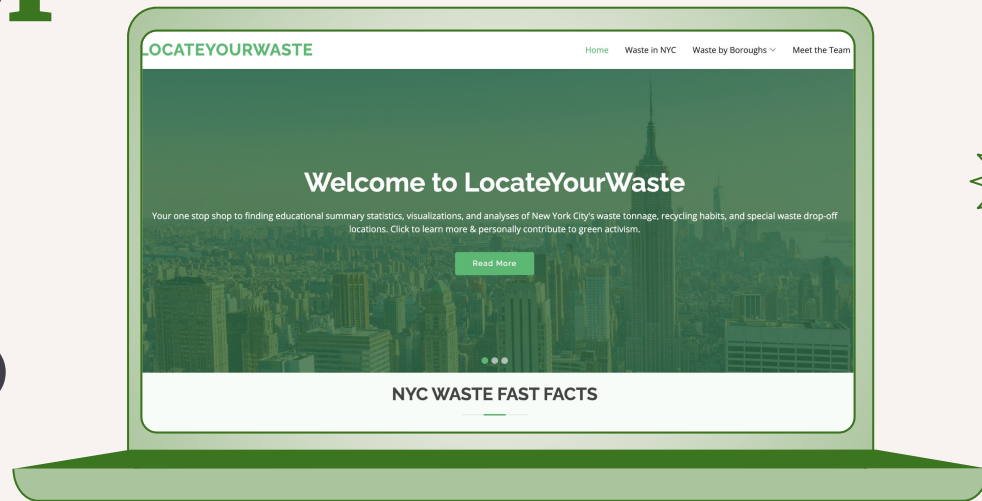 LOCATEYOURWASTE
Home Waste in NYC Waste by Boroughs Meet the Team
Welcome to LocateYourWaste
Your one stop shop to finding educational summary statistics, visualizations, and analyses of New York City's waste tonnage, recycling habits, and special waste drop-off
locations. Click to learn more & personally contribute to green activism.
Read More
NYC WASTE FAST FACTS